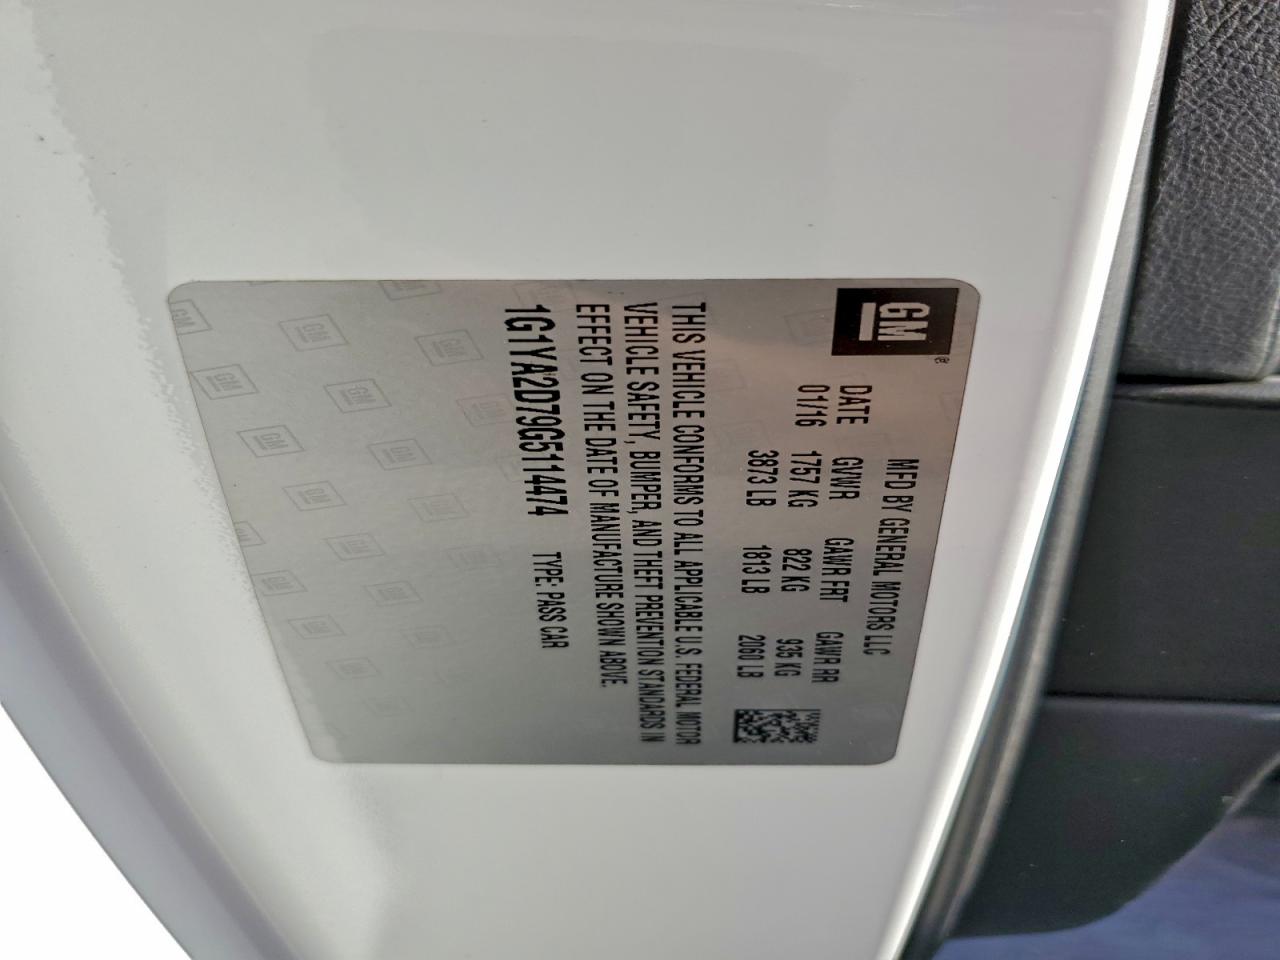 GM
MFD BY GENERAL MOTORS LLC
DATE GVWR GAWR FRT GAWR RR
01/16 1757 KG 822 KG 935 KG
3873 LB 1813 LB 2060 LB
THIS VEHICLE CONFORMS TO ALL APPLICABLE U.S. FEDERAL MOTOR
VEHICLE SAFETY, BUMPER, AND THEFT PREVENTION STANDARDS IN
EFFECT ON THE DATE OF MANUFACTURE SHOWN ABOVE.
1G1YA2D79G5114474 TYPE: PASS CAR